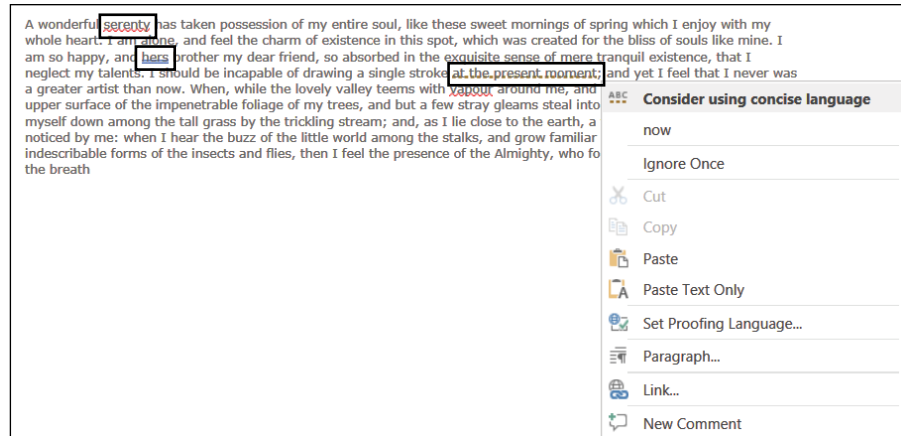 A wonderful serenty has taken possession of my entire soul, like these sweet mornings of spring which I enjoy with my
whole heart. I am alone, and feel the charm of existence in this spot, which was created for the bliss of souls like mine. I
am so happy, and hers brother my dear friend, so absorbed in the exquisite sense of mere tranquil existence, that I
neglect my talents. I should be incapable of drawing a single stroke at the present moment; and yet I feel that I never was
a greater artist than now. When, while the lovely valley teems with vapour around me, and
upper surface of the impenetrable foliage of my trees, and but a few stray gleams steal into
myself down among the tall grass by the trickling stream; and, as I lie close to the earth, a
noticed by me: when I hear the buzz of the little world among the stalks, and grow familiar
indescribable forms of the insects and flies, then I feel the presence of the Almighty, who fo
the breath
ABC Consider using concise language
now
Ignore Once
Cut
Copy
Paste
A Paste Text Only
Set Proofing Language...
Paragraph...
Link...
New Comment